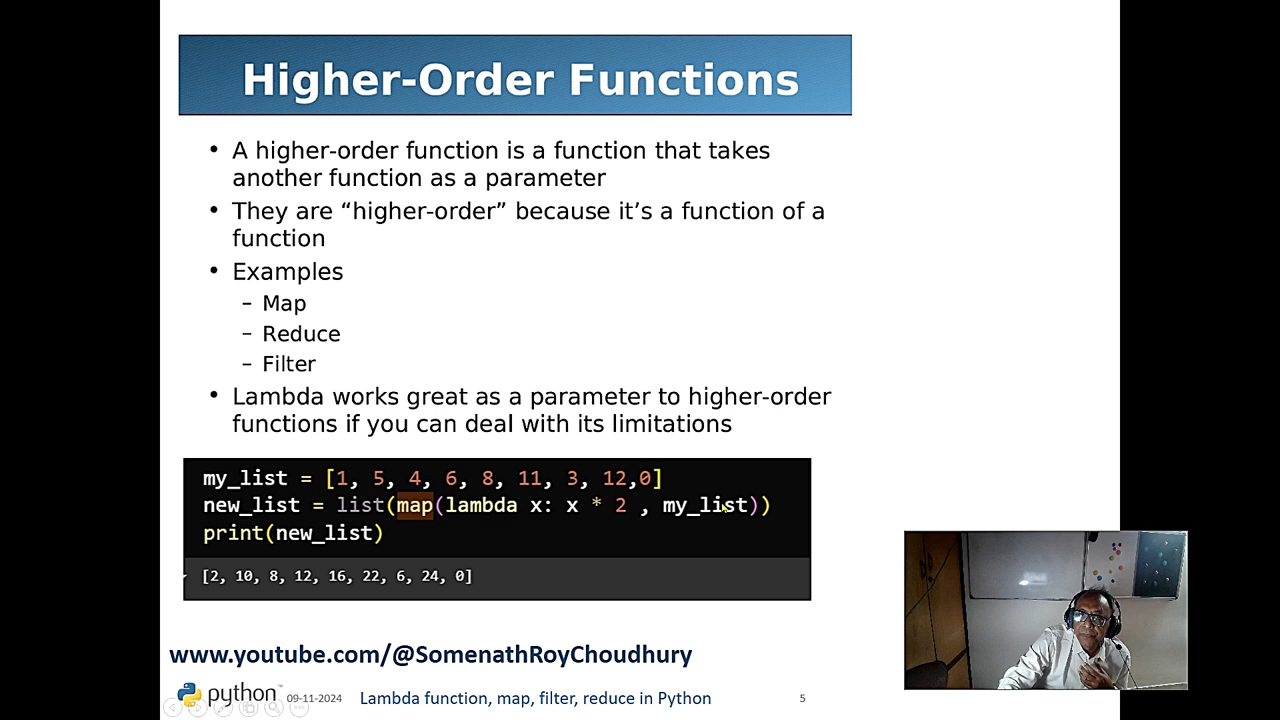 Higher-Order Functions
• A higher-order function is a function that takes
another function as a parameter
• They are “higher-order” because it’s a function of a
function
• Examples
– Map
– Reduce
– Filter
• Lambda works great as a parameter to higher-order
functions if you can deal with its limitations
my_list = [1, 5, 4, 6, 8, 11, 3, 12,0]
new_list = list(map(lambda x: x * 2 , my_list))
print(new_list)
[2, 10, 8, 12, 16, 22, 6, 24, 0]
www.youtube.com/@SomenathRoyChoudhury
python™ 09-11-2024 Lambda function, map, filter, reduce in Python 5